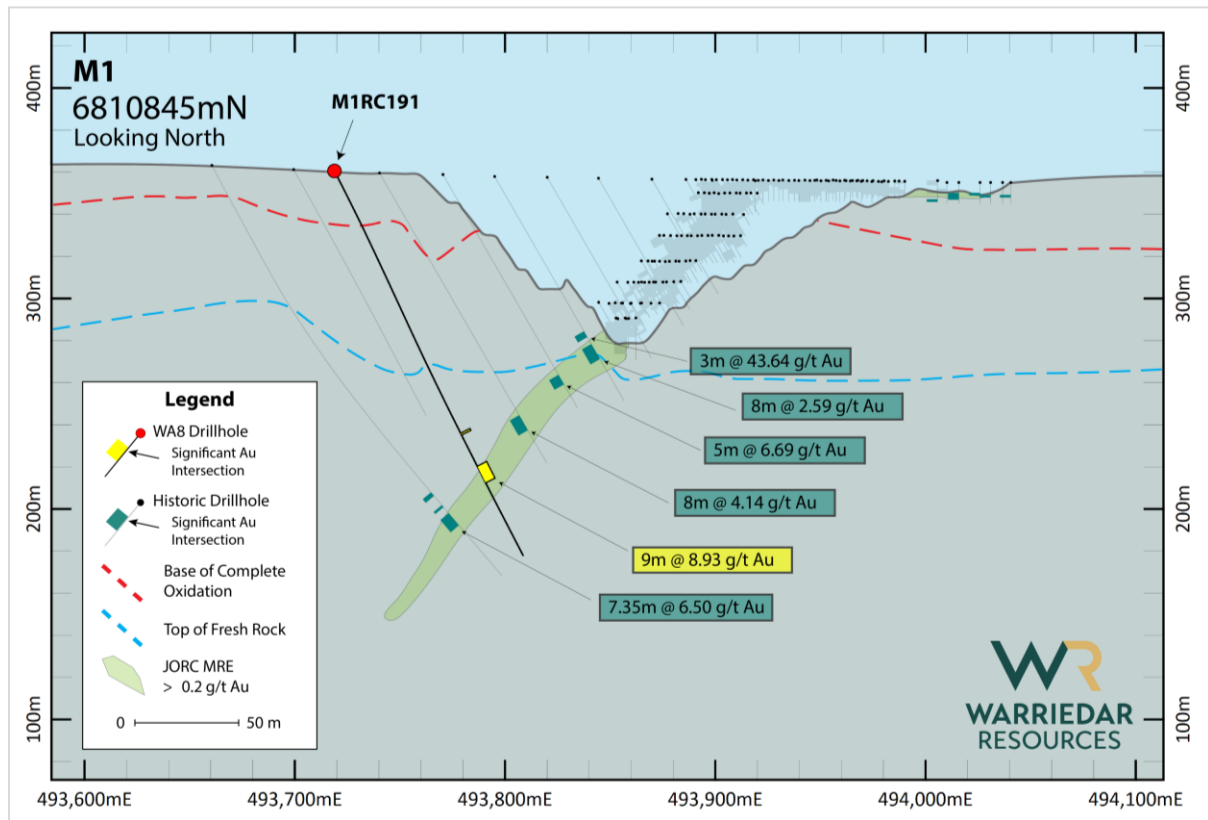 M1
6810845mN
Looking North
M1RC191
400m
300m
200m
100m
400m
300m
200m
100m
3m @ 43.64 g/t Au
8m @ 2.59 g/t Au
5m @ 6.69 g/t Au
8m @ 4.14 g/t Au
9m @ 8.93 g/t Au
7.35m @ 6.50 g/t Au
Legend
WA8 Drillhole
Significant Au
Intersection
Historic Drillhole
Significant Au
Intersection
Base of Complete
Oxidation
Top of Fresh Rock
JORC MRE
> 0.2 g/t Au
0 50 m
WR
WARRIEDAR
RESOURCES
493,600mE
493,700mE
493,800mE
493,900mE
494,000mE
494,100mE